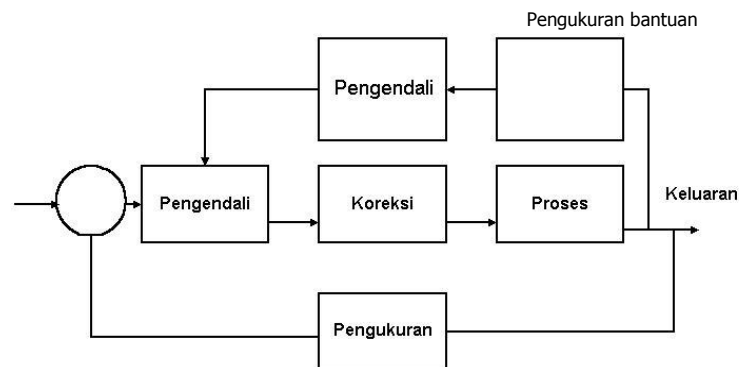 Pengukuran bantuan
Pengendali
Pengendali
Koreksi
Proses
Keluaran
Pengukuran